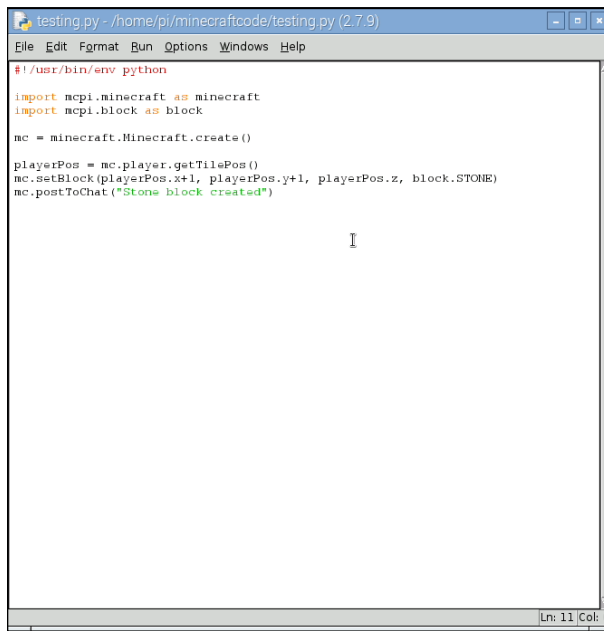 testing.py - /home/pi/minecraftcode/testing.py (2.7.9)
File Edit Format Run Options Windows Help
#!/usr/bin/env python
import mcpi.minecraft as minecraft
import mcpi.block as block
mc = minecraft.Minecraft.create()
playerPos = mc.player.getTilePos()
mc.setBlock(playerPos.x+1, playerPos.y+1, playerPos.z, block.STONE)
mc.postToChat("Stone block created")
Ln: 11 Col: